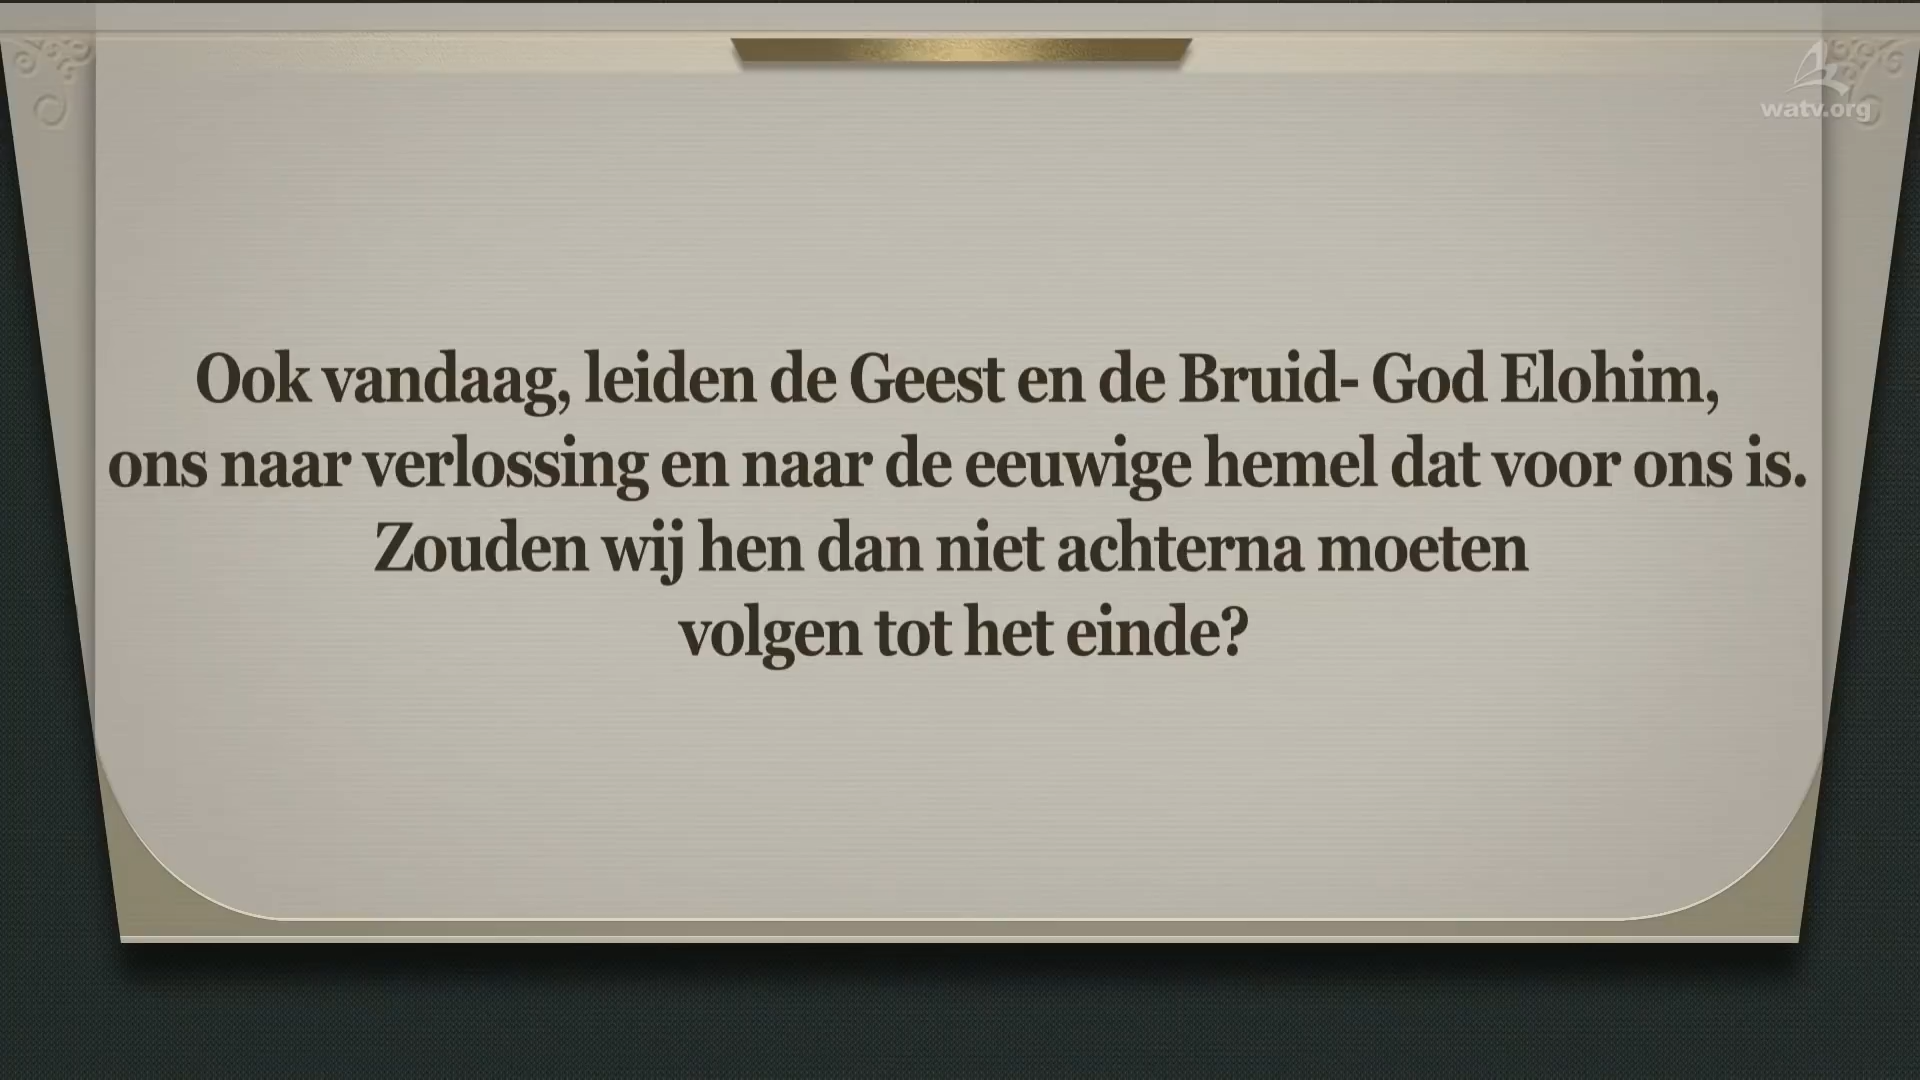 watv.org
Ook vandaag, leiden de Geest en de Bruid- God Elohim,
ons naar verlossing en naar de eeuwige hemel dat voor ons is.
Zouden wij hen dan niet achterna moeten
volgen tot het einde?